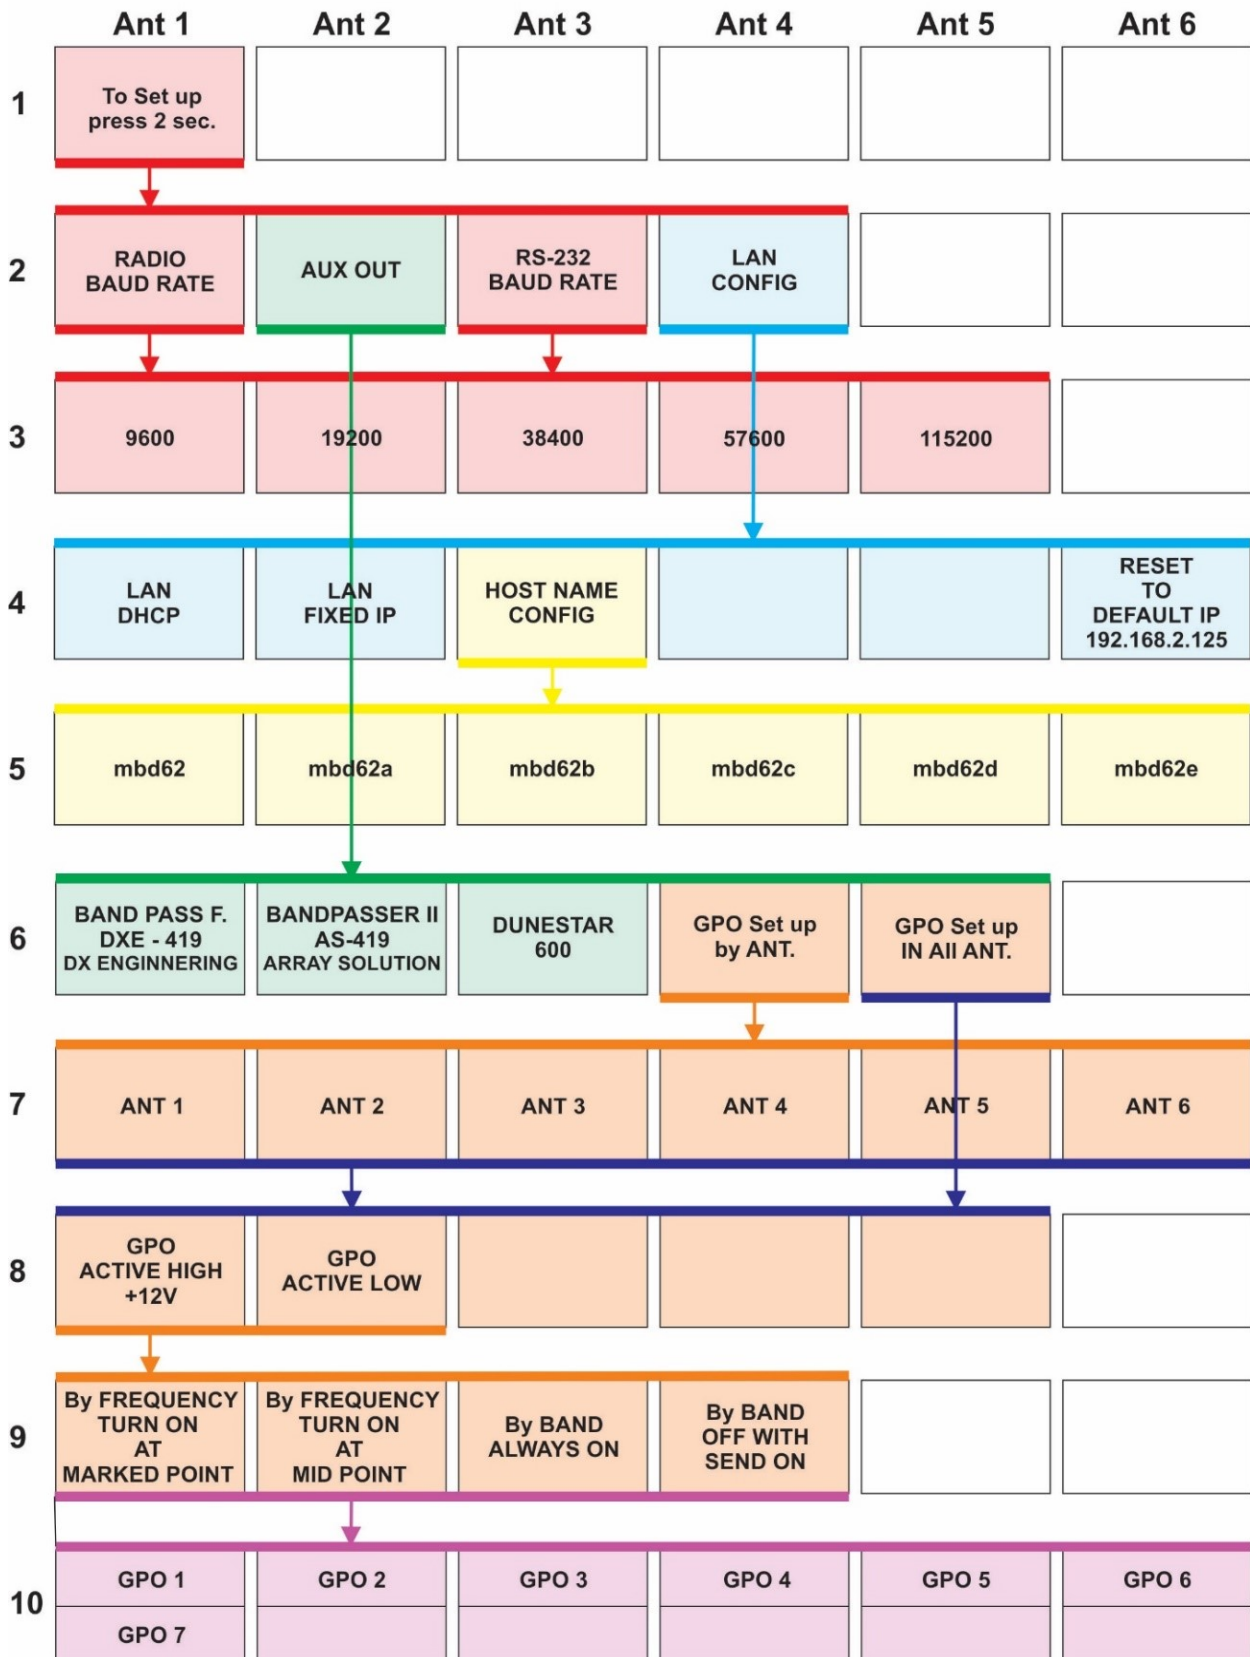 Ant 1 Ant 2 Ant 3 Ant 4 Ant 5 Ant 6
1
To Set up
press 2 sec.
2
RADIO
BAUD RATE
AUX OUT
RS-232
BAUD RATE
LAN
CONFIG
3
9600
19200
38400
57600
115200
4
LAN
DHCP
LAN
FIXED IP
HOST NAME
CONFIG
RESET
TO
DEFAULT IP
192.168.2.125
5
mbd62
mbd62a
mbd62b
mbd62c
mbd62d
mbd62e
6
BAND PASS F.
DXE - 419
DX ENGINNERING
BANDPASSER II
AS-419
ARRAY SOLUTION
DUNESTAR
600
GPO Set up
by ANT.
GPO Set up
IN All ANT.
7
ANT 1
ANT 2
ANT 3
ANT 4
ANT 5
ANT 6
8
GPO
ACTIVE HIGH
+12V
GPO
ACTIVE LOW
9
By FREQUENCY
TURN ON
AT
MARKED POINT
By FREQUENCY
TURN ON
AT
MID POINT
By BAND
ALWAYS ON
By BAND
OFF WITH
SEND ON
10
GPO 1
GPO 2
GPO 3
GPO 4
GPO 5
GPO 6
GPO 7